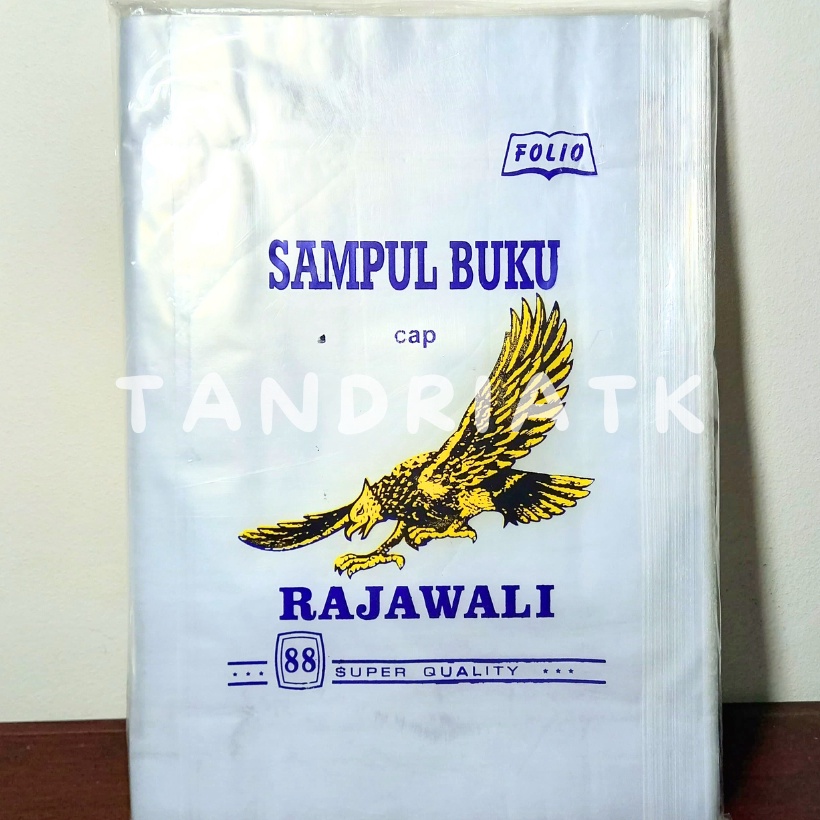 FOLIO
SAMPUL BUKU
cap
TANDRIATK
RAJAWALI
88 SUPER QUALITY